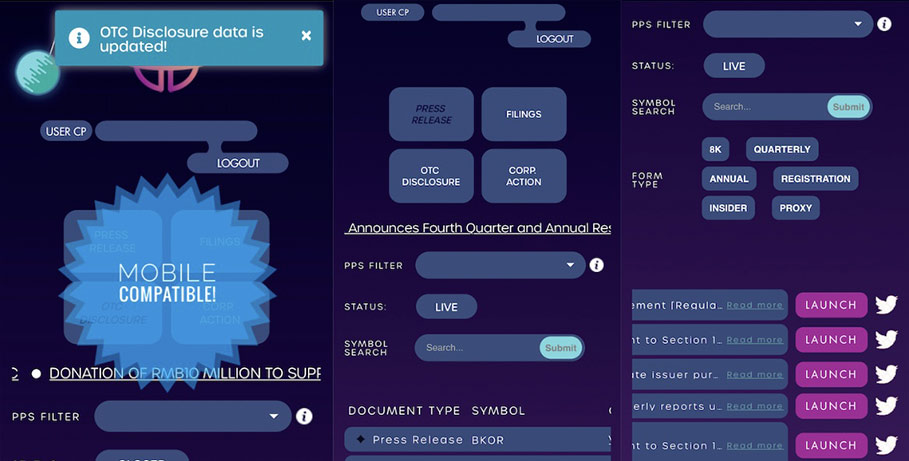 OTC Disclosure data is
updated!
USER CP
LOGOUT
PRESS
RELEASE
FILINGS
MOBILE
COMPATIBLE!
OTC
DISCLOSURE
CORP.
ACTION
DONATION OF RMB10 MILLION TO SUPF
PPS FILTER
USER CP
LOGOUT
PRESS
RELEASE
FILINGS
OTC
DISCLOSURE
CORP.
ACTION
Announces Fourth Quarter and Annual Res
PPS FILTER
STATUS:
LIVE
SYMBOL
SEARCH
Search...
Submit
DOCUMENT TYPE SYMBOL
Press Release BKOR
PPS FILTER
STATUS:
LIVE
SYMBOL
SEARCH
Search...
Submit
FORM
TYPE
8K
QUARTERLY
ANNUAL
REGISTRATION
INSIDER
PROXY
ement [Regula... Read more LAUNCH
nt to Section 1... Read more LAUNCH
ate issuer pur... Read more LAUNCH
erly reports u... Read more LAUNCH
nt to Section 1... Read more LAUNCH